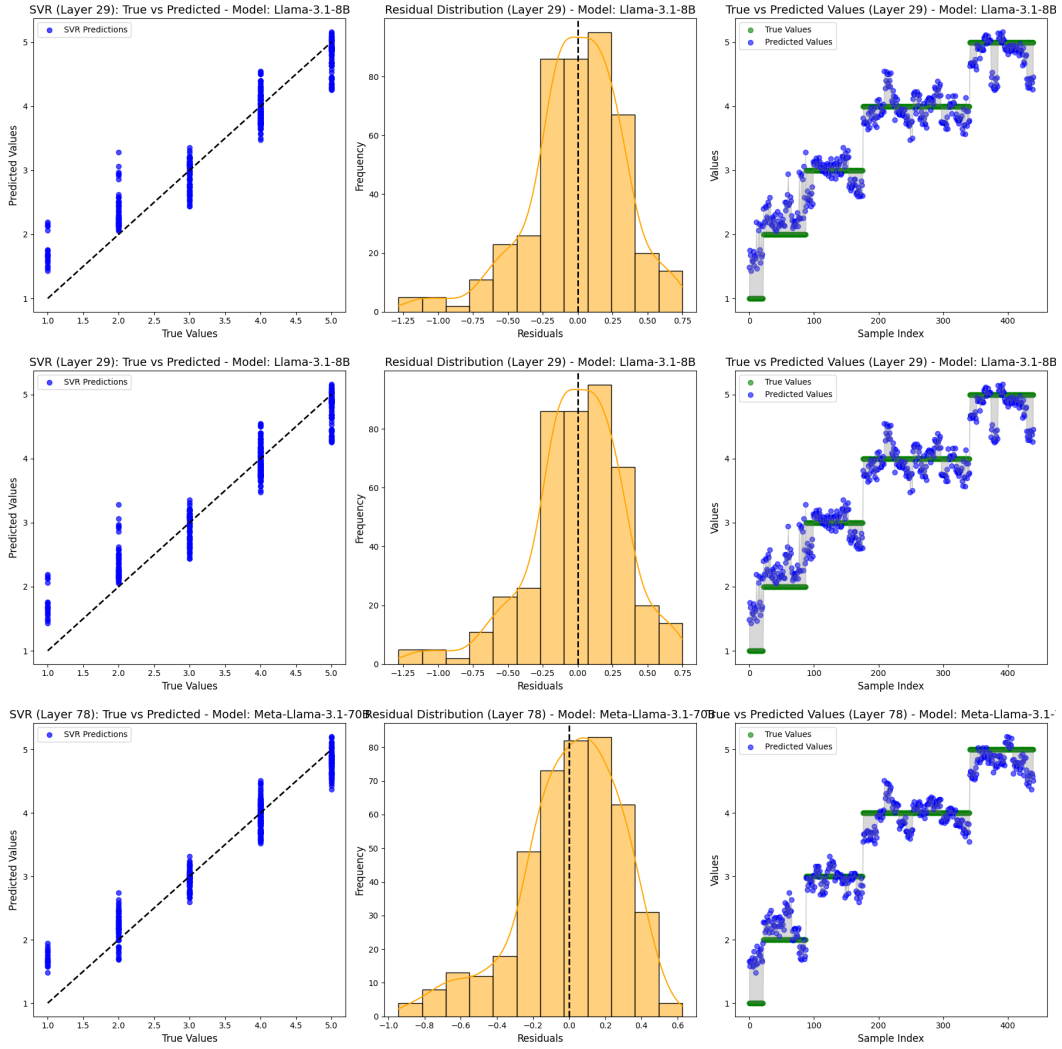 SVR (Layer 29): True vs Predicted - Model: Llama-3.1-8B
SVR Predictions
Predicted Values
5
4
3
2
1
1.0 1.5 2.0 2.5 3.0 3.5 4.0 4.5 5.0
True Values
Residual Distribution (Layer 29) - Model: Llama-3.1-8B
Frequency
80
60
40
20
0
−1.25 −1.00 −0.75 −0.50 −0.25 0.00 0.25 0.50 0.75
Residuals
True vs Predicted Values (Layer 29) - Model: Llama-3.1-8B
True Values
Predicted Values
Values
5
4
3
2
1
0 100 200 300 400
Sample Index
SVR (Layer 29): True vs Predicted - Model: Llama-3.1-8B
SVR Predictions
Predicted Values
5
4
3
2
1
1.0 1.5 2.0 2.5 3.0 3.5 4.0 4.5 5.0
True Values
Residual Distribution (Layer 29) - Model: Llama-3.1-8B
Frequency
80
60
40
20
0
−1.25 −1.00 −0.75 −0.50 −0.25 0.00 0.25 0.50 0.75
Residuals
True vs Predicted Values (Layer 29) - Model: Llama-3.1-8B
True Values
Predicted Values
Values
5
4
3
2
1
0 100 200 300 400
Sample Index
SVR (Layer 78): True vs Predicted - Model: Meta-Llama-3.1-70B
SVR Predictions
Predicted Values
5
4
3
2
1
1.0 1.5 2.0 2.5 3.0 3.5 4.0 4.5 5.0
True Values
Residual Distribution (Layer 78) - Model: Meta-Llama-3.1-70B
Frequency
80
70
60
50
40
30
20
10
0
−1.0 −0.8 −0.6 −0.4 −0.2 0.0 0.2 0.4 0.6
Residuals
True vs Predicted Values (Layer 78) - Model: Meta-Llama-3.1-
True Values
Predicted Values
Values
5
4
3
2
1
0 100 200 300 400
Sample Index